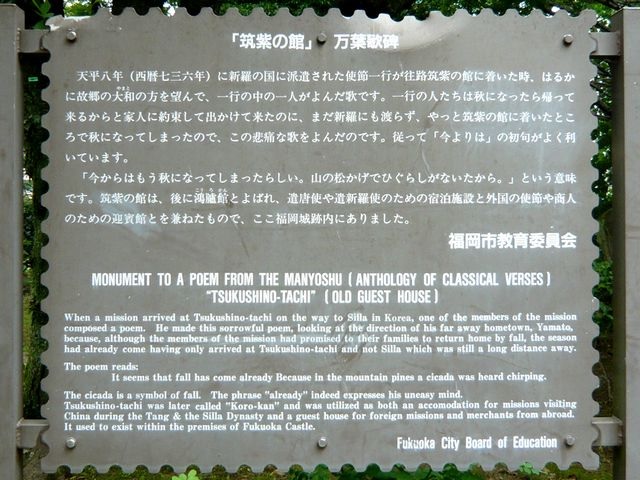 「筑紫の館」 万葉歌碑
天平八年（西暦七三六年）に新羅の国に派遣された使節一行が往路筑紫の館に着いた時、はるか
に故郷の大和の方を望んで、一行の中の一人がよんだ歌です。一行の人たちは秋になったら帰って
来るからと家人に約束して出かけて来たのに、まだ新羅にも渡らず、やっと筑紫の館に着いたとこ
ろで秋になってしまったので、この悲痛な歌をよんだのです。従って「今よりは」の初句がよく利
いています。
「今からはもう秋になってしまったらしい。山の松かげでひぐらしがないたから。」という意味
です。筑紫の館は、後に鴻臚館とよばれ、遣唐使や遣新羅使のための宿泊施設と外国の使節や商人
のための迎賓館とを兼ねたもので、ここ福岡城跡内にありました。
福岡市教育委員会
MONUMENT TO A POEM FROM THE MANYOSHU (ANTHOLOGY OF CLASSICAL VERSES)
"TSUKUSHINO-TACHI" (OLD GUEST HOUSE)
When a mission arrived at Tsukushino-tachi on the way to Silla in Korea, one of the members of the mission
composed a poem. He made this sorrowful poem, looking at the direction of his far away hometown, Yamato,
because, although the members of the mission had promised to their families to return home by fall, the season
had already come having only arrived at Tsukushino-tachi and not Silla which was still a long distance away.
The poem reads:
It seems that fall has come already Because in the mountain pines a cicada was heard chirping.
The cicada is a symbol of fall. The phrase "already" indeed expresses his uneasy mind.
Tsukushino-tachi was later called "Koro-kan" and was utilized as both an accomodation for missions visiting
China during the Tang & the Silla Dynasty and a guest house for foreign missions and merchants from abroad.
It used to exist within the premises of Fukuoka Castle.
Fukuoka City Board of Education